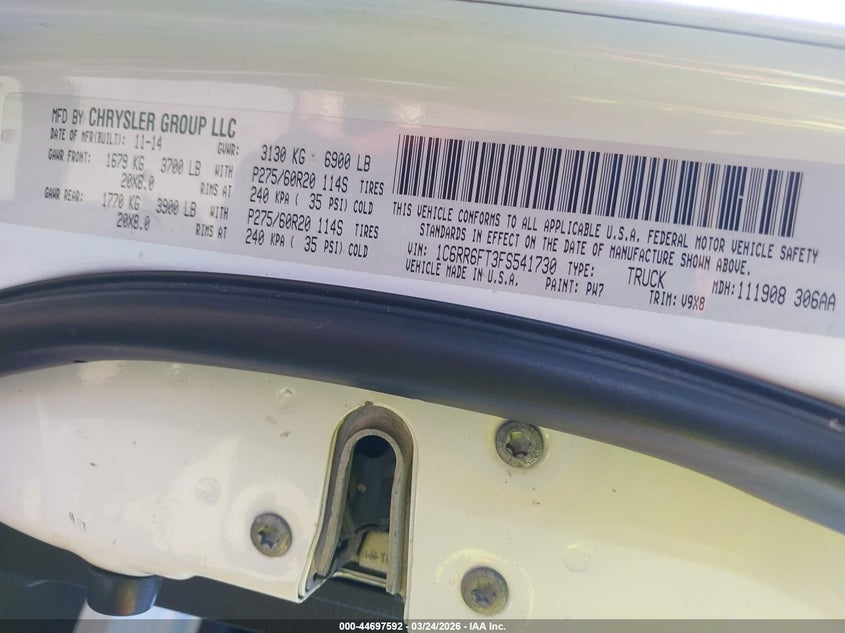 MFD BY CHRYSLER GROUP LLC
DATE OF MFR(BUILT): 11-14 GVWR: 3130 KG 6900 LB
GAWR FRONT: 1679 KG 3700 LB WITH P275/60R20 114S TIRES
20X8.0 RIMS AT 240 KPA ( 35 PSI) COLD
GAWR REAR: 1770 KG 3900 LB WITH P275/60R20 114S TIRES
20X8.0 RIMS AT 240 KPA ( 35 PSI) COLD
THIS VEHICLE CONFORMS TO ALL APPLICABLE U.S.A. FEDERAL MOTOR VEHICLE SAFETY
STANDARDS IN EFFECT ON THE DATE OF MANUFACTURE SHOWN ABOVE.
VIN: 1C6RR6FT3FS541730 TYPE: TRUCK MDH: 111908 306AA
VEHICLE MADE IN U.S.A. PAINT: PW7 TRIM: V9X8
000-44697592 - 03/24/2026 - IAA Inc.